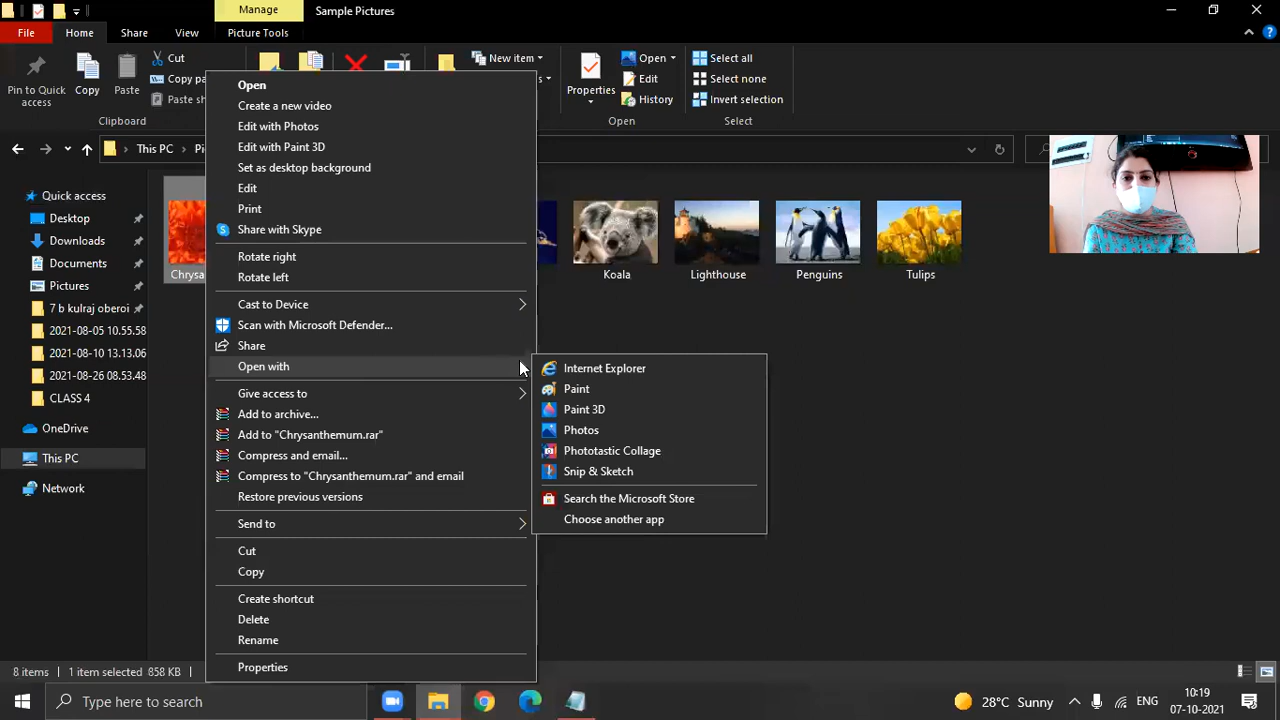 Manage
Sample Pictures
File
Home
Share
View
Picture Tools
Pin to Quick
access
Copy
Paste
Cut
Copy pa
Paste sh
Clipboard
New item
Properties
Open
Edit
History
Open
Select all
Select none
Invert selection
Select
This PC
Pi
Quick access
Desktop
Downloads
Documents
Pictures
7 b kulraj oberoi
2021-08-05 10.55.58
2021-08-10 13.13.06
2021-08-26 08.53.48
CLASS 4
OneDrive
This PC
Network
Chrysa
Koala
Lighthouse
Penguins
Tulips
Open
Create a new video
Edit with Photos
Edit with Paint 3D
Set as desktop background
Edit
Print
Share with Skype
Rotate right
Rotate left
Cast to Device
Scan with Microsoft Defender...
Share
Open with
Give access to
Add to archive...
Add to "Chrysanthemum.rar"
Compress and email...
Compress to "Chrysanthemum.rar" and email
Restore previous versions
Send to
Cut
Copy
Create shortcut
Delete
Rename
Properties
Internet Explorer
Paint
Paint 3D
Photos
Phototastic Collage
Snip & Sketch
Search the Microsoft Store
Choose another app
8 items
1 item selected 858 KB
Type here to search
28°C Sunny
ENG
10:19
07-10-2021